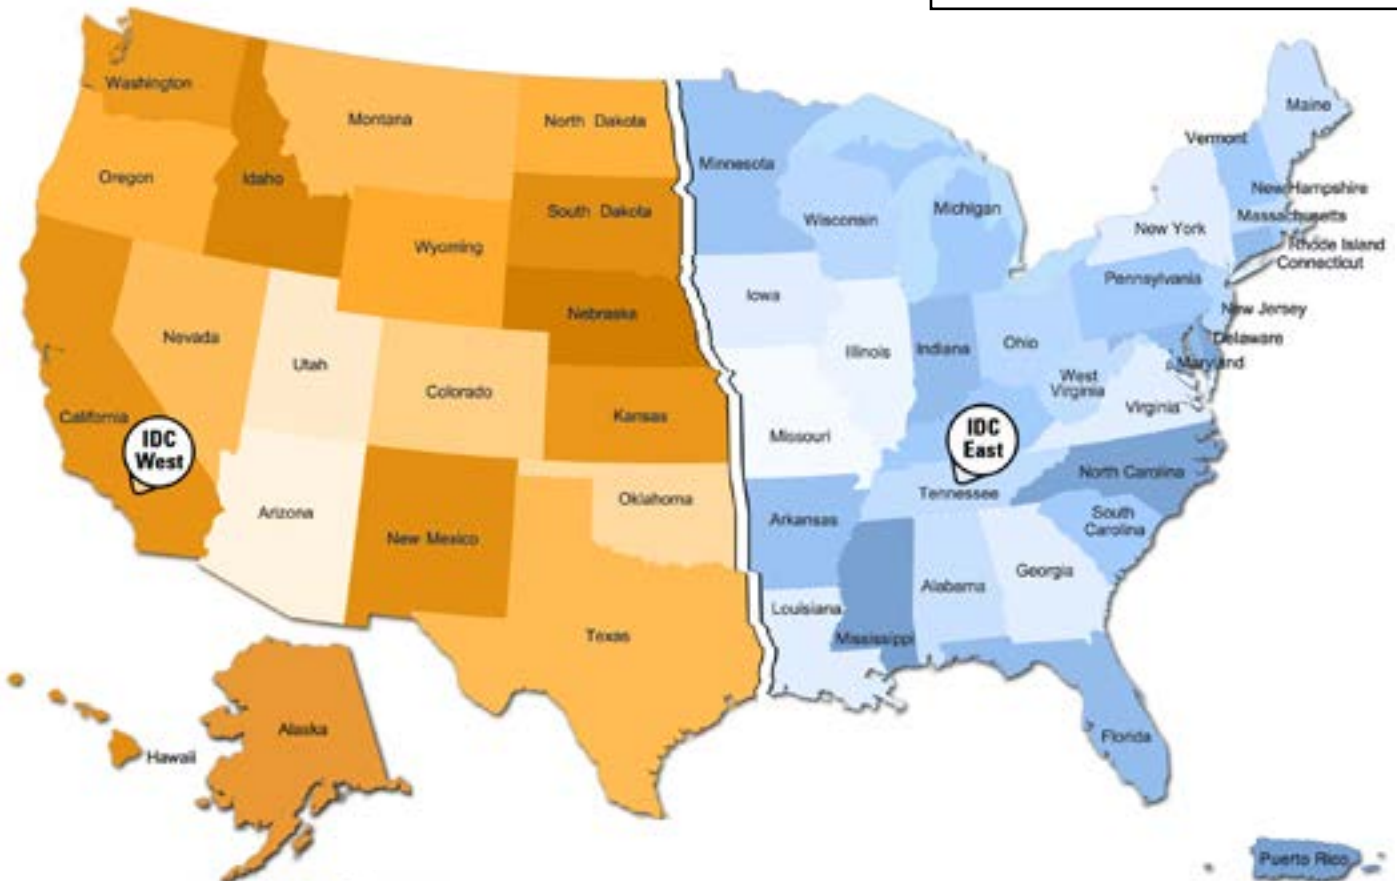 Washington
Montana
North Dakota
Minnesota
Maine
Vermont
Oregon
Idaho
South Dakota
Wisconsin
Michigan
New Hampshire
Massachusetts
New York
Rhode Island
Connecticut
Wyoming
Pennsylvania
Nebraska
Iowa
New Jersey
Nevada
Utah
Illinois
Indiana
Ohio
Delaware
Maryland
Colorado
West
Virginia
Virginia
California
Kansas
Missouri
IDC
West
IDC
East
North Carolina
Tennessee
Oklahoma
Arizona
Arkansas
South
Carolina
New Mexico
Georgia
Alabama
Louisiana
Mississippi
Texas
Alaska
Hawaii
Florida
Puerto Rico